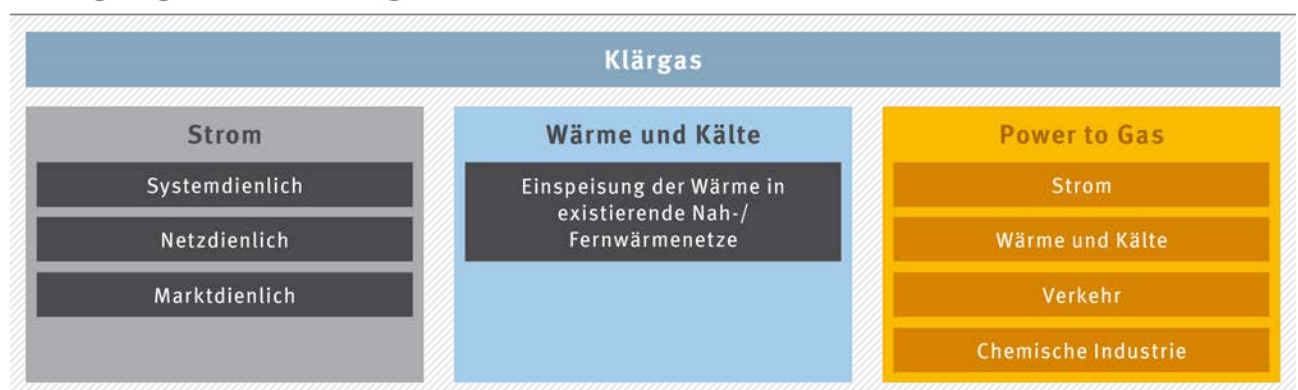 Klärgas
Strom
Systemdienlich
Netzdienlich
Marktdienlich
Wärme und Kälte
Einspeisung der Wärme in
existierende Nah-/
Fernwärmenetze
Power to Gas
Strom
Wärme und Kälte
Verkehr
Chemische Industrie